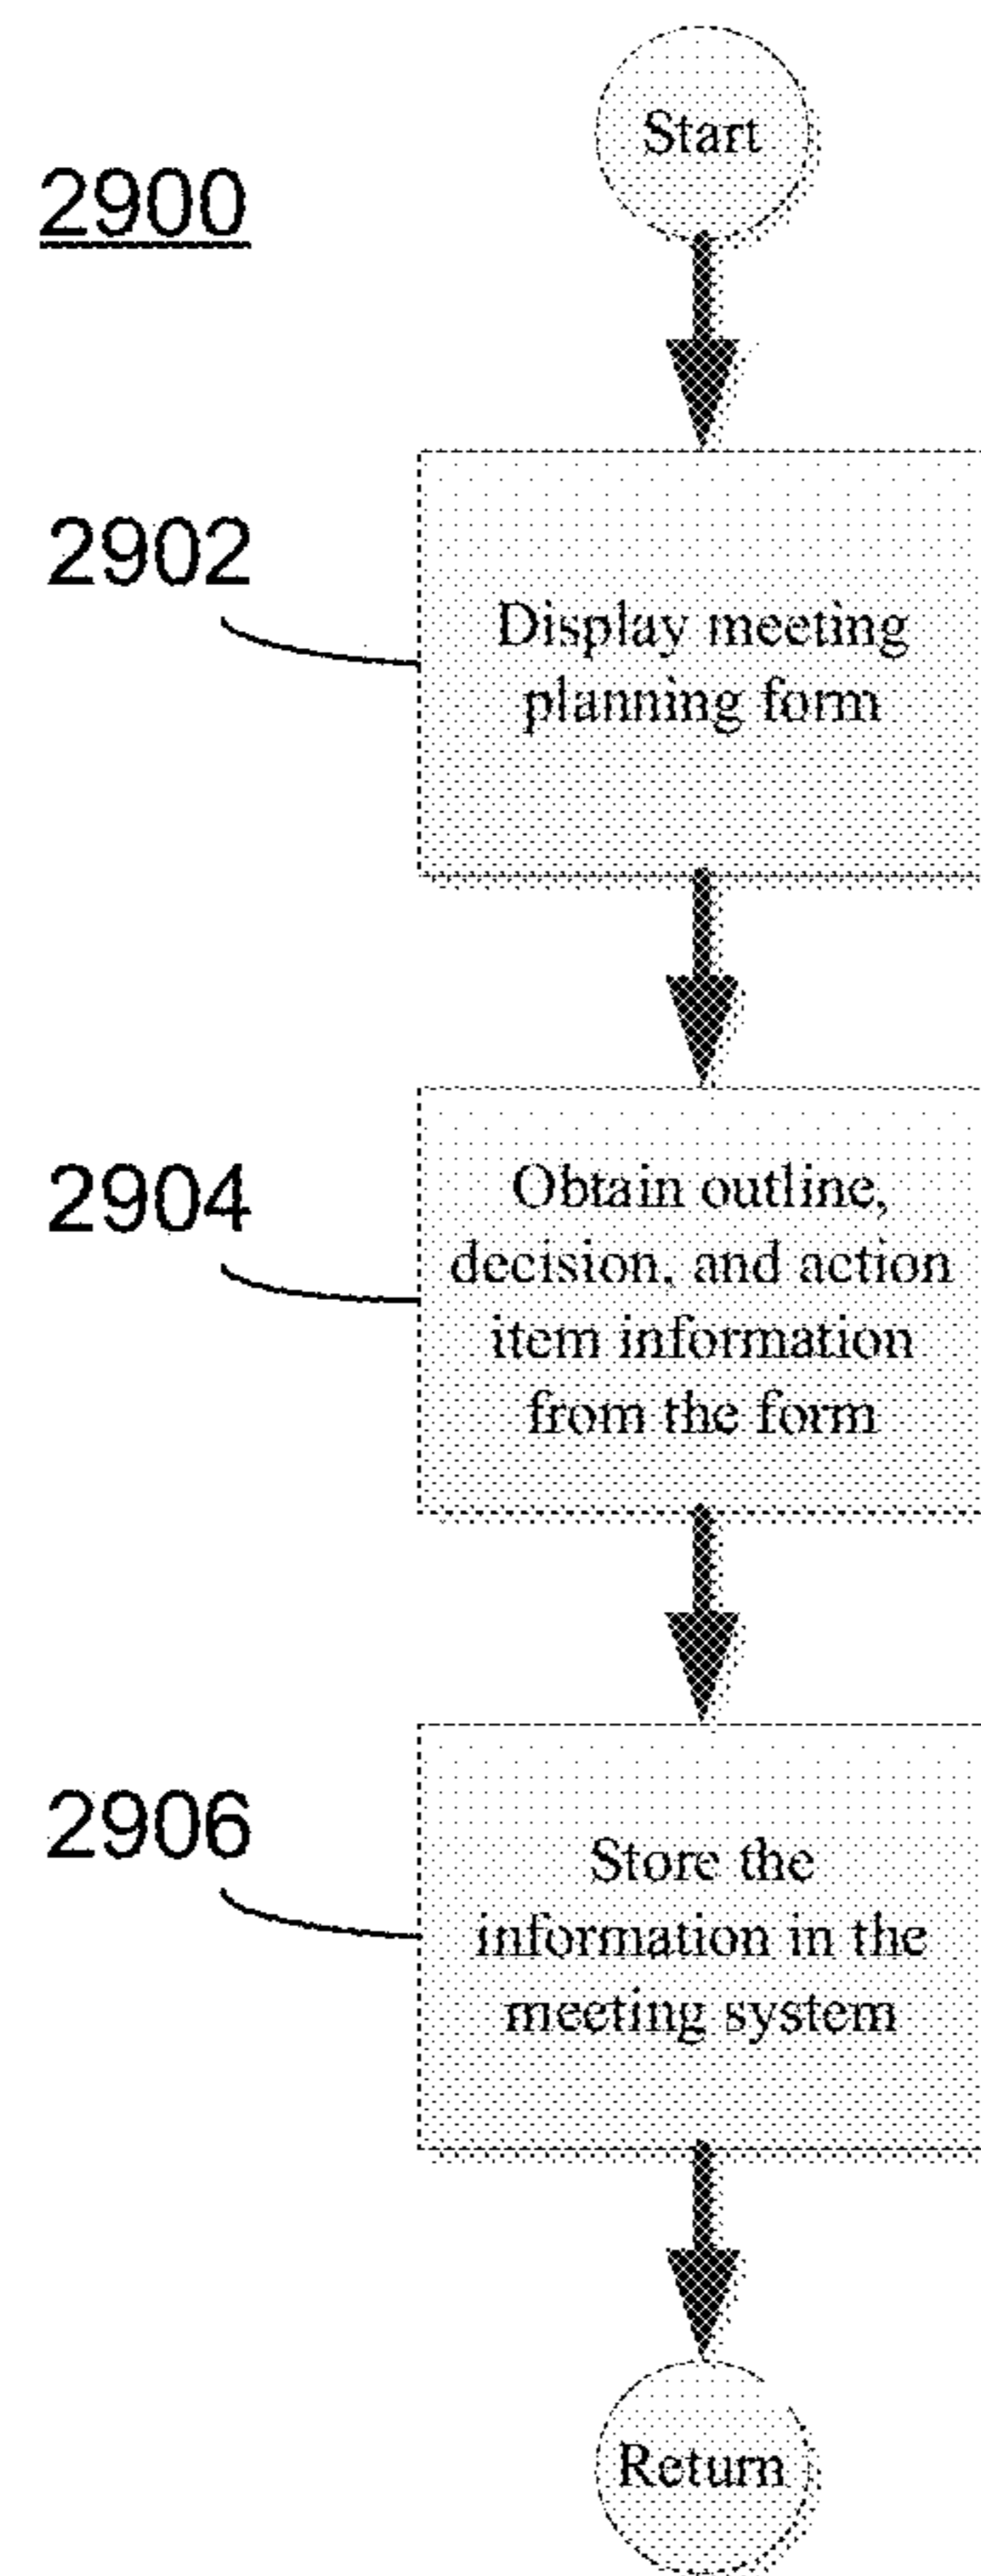 Start
2900
2902
Display meeting
planning form
2904
Obtain outline,
decision, and action
item information
from the form
2906
Store the
information in the
meeting system
Return